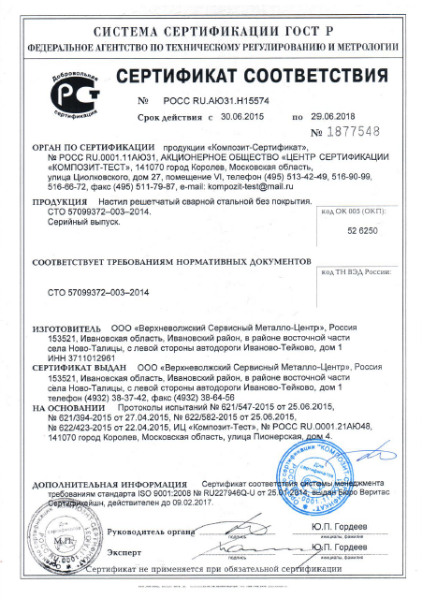 СИСТЕМА СЕРТИФИКАЦИИ ГОСТ Р
ФЕДЕРАЛЬНОЕ АГЕНТСТВО ПО ТЕХНИЧЕСКОМУ РЕГУЛИРОВАНИЮ И МЕТРОЛОГИИ
Добровольная
сертификация
СЕРТИФИКАТ СООТВЕТСТВИЯ
№ РОСС RU.АЮ31.Н15574
Срок действия с 30.06.2015 по 29.06.2018
№ 1877548
ОРГАН ПО СЕРТИФИКАЦИИ продукции «Композит-Сертификат»,
№ РОСС RU.0001.11АЮ31, АКЦИОНЕРНОЕ ОБЩЕСТВО «ЦЕНТР СЕРТИФИКАЦИИ
«КОМПОЗИТ-ТЕСТ», 141070 город Королев, Московская область,
улица Циолковского, дом 27, помещение VI, телефон (495) 513-42-49, 516-90-99,
516-66-72, факс (495) 511-79-87, e-mail: kompozit-test@mail.ru
ПРОДУКЦИЯ Настил решетчатый сварной стальной без покрытия.
СТО 57099372-003-2014.
Серийный выпуск.
код ОК 005 (ОКП):
52 6250
СООТВЕТСТВУЕТ ТРЕБОВАНИЯМ НОРМАТИВНЫХ ДОКУМЕНТОВ
СТО 57099372-003-2014
код ТН ВЭД России:
ИЗГОТОВИТЕЛЬ ООО «Верхневолжский Сервисный Металло-Центр», Россия
153521, Ивановская область, Ивановский район, в районе восточной части
села Ново-Талицы, с левой стороны автодороги Иваново-Тейково, дом 1
ИНН 3711012961
СЕРТИФИКАТ ВЫДАН ООО «Верхневолжский Сервисный Металло-Центр», Россия
153521, Ивановская область, Ивановский район, в районе восточной части
села Ново-Талицы, с левой стороны автодороги Иваново-Тейково, дом 1
телефон (4932) 38-37-42, факс (4932) 38-64-56
НА ОСНОВАНИИ Протоколы испытаний № 621/547-2015 от 25.06.2015,
№ 621/394-2015 от 27.04.2015, № 622/582-2015 от 25.06.2015,
№ 622/423-2015 от 22.04.2015, ИЦ «Композит-Тест», № РОСС RU.0001.21АЮ48,
141070 город Королев, Московская область, улица Пионерская, дом 4.
ДОПОЛНИТЕЛЬНАЯ ИНФОРМАЦИЯ Сертификат соответствия системы менеджмента
требованиям стандарта ISO 9001:2008 № RU227946Q-U от 25.01.2014, выдан Бюро Веритас
Сертификейшн, действителен до 09.02.2017.
М.П.
Руководитель органа
подпись
Ю.П. Гордеев
инициалы, фамилия
Эксперт
подпись
Ю.П. Гордеев
инициалы, фамилия
Сертификат не применяется при обязательной сертификации